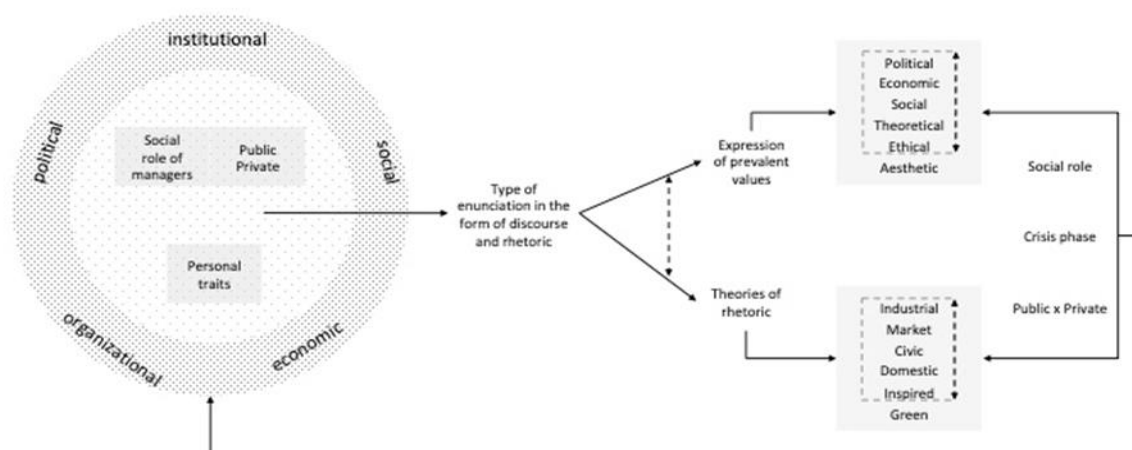 institutional
political
social
organizational
economic
Social
role of
managers
Public
Private
Personal
traits
Type of
enunciation in the
form of discourse
and rhetoric
Expression
of prevalent
values
Theories of
rhetoric
Political
Economic
Social
Theoretical
Ethical
Aesthetic
Industrial
Market
Civic
Domestic
Inspired
Green
Social role
Crisis phase
Public x Private